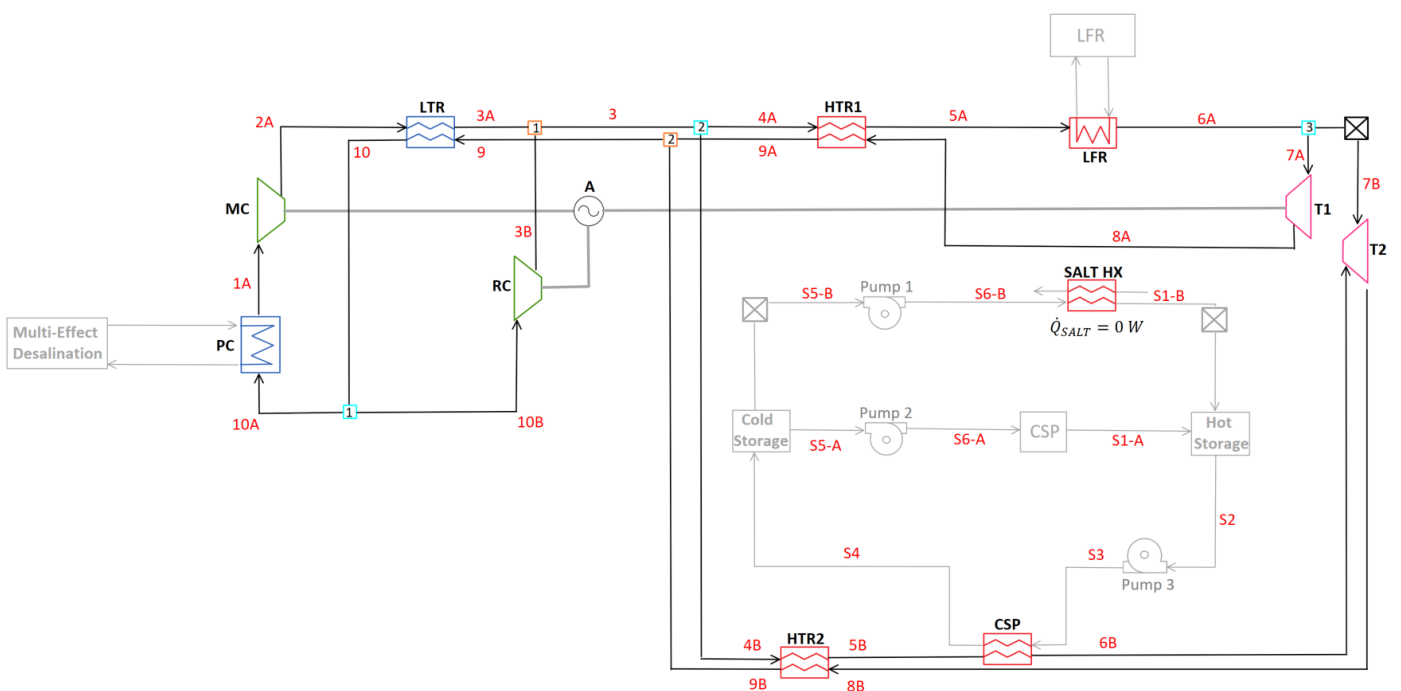 LFR
LTR
HTR1
2A
3A
3
4A
5A
6A
1
2
3
10
9
2
9A
LFR
7A
7B
A
MC
T1
3B
8A
T2
RC
1A
SALT HX
S5-B
Pump 1
S6-B
S1-B
Multi-Effect
Desalination
PC
Q̇SALT = 0 W
1
10A
10B
Cold
Storage
Pump 2
CSP
Hot
Storage
S5-A
S6-A
S1-A
S2
S4
S3
Pump 3
CSP
HTR2
4B
5B
6B
9B
8B